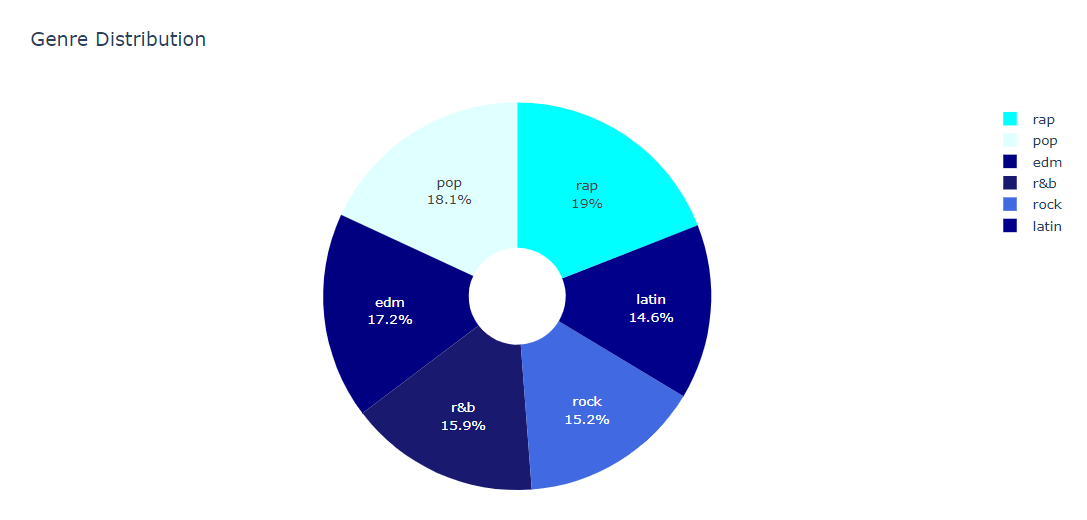 Genre Distribution
pop
18.1%
rap
19%
edm
17.2%
latin
14.6%
r&b
15.9%
rock
15.2%
rap
pop
edm
r&b
rock
latin